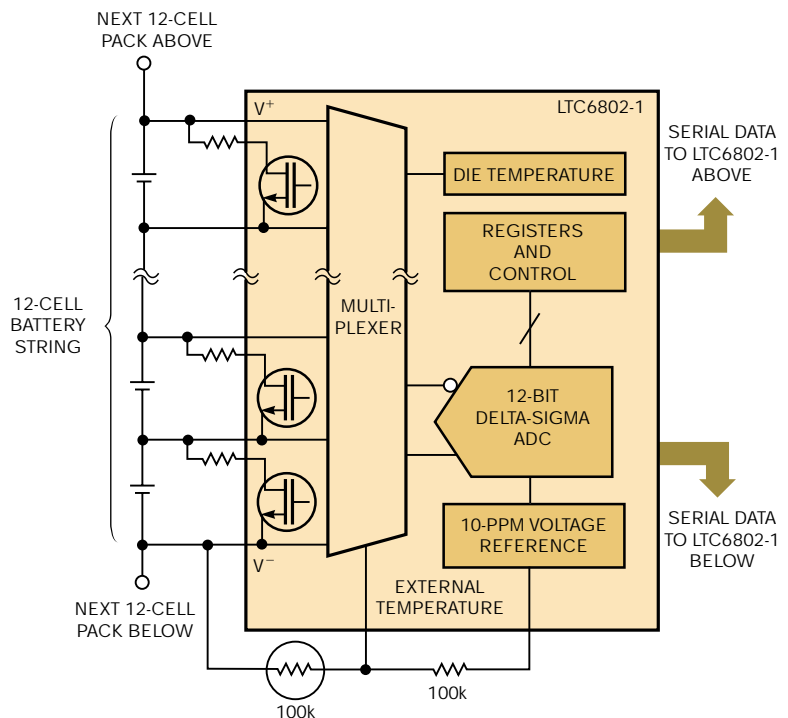 NEXT 12-CELL
PACK ABOVE
V+
LTC6802-1
SERIAL DATA
TO LTC6802-1
ABOVE
DIE TEMPERATURE
REGISTERS
AND
CONTROL
12-CELL
BATTERY
STRING
MULTI-
PLEXER
12-BIT
DELTA-SIGMA
ADC
10-PPM VOLTAGE
REFERENCE
SERIAL DATA
TO LTC6802-1
BELOW
V−
EXTERNAL
TEMPERATURE
NEXT 12-CELL
PACK BELOW
100k
100k